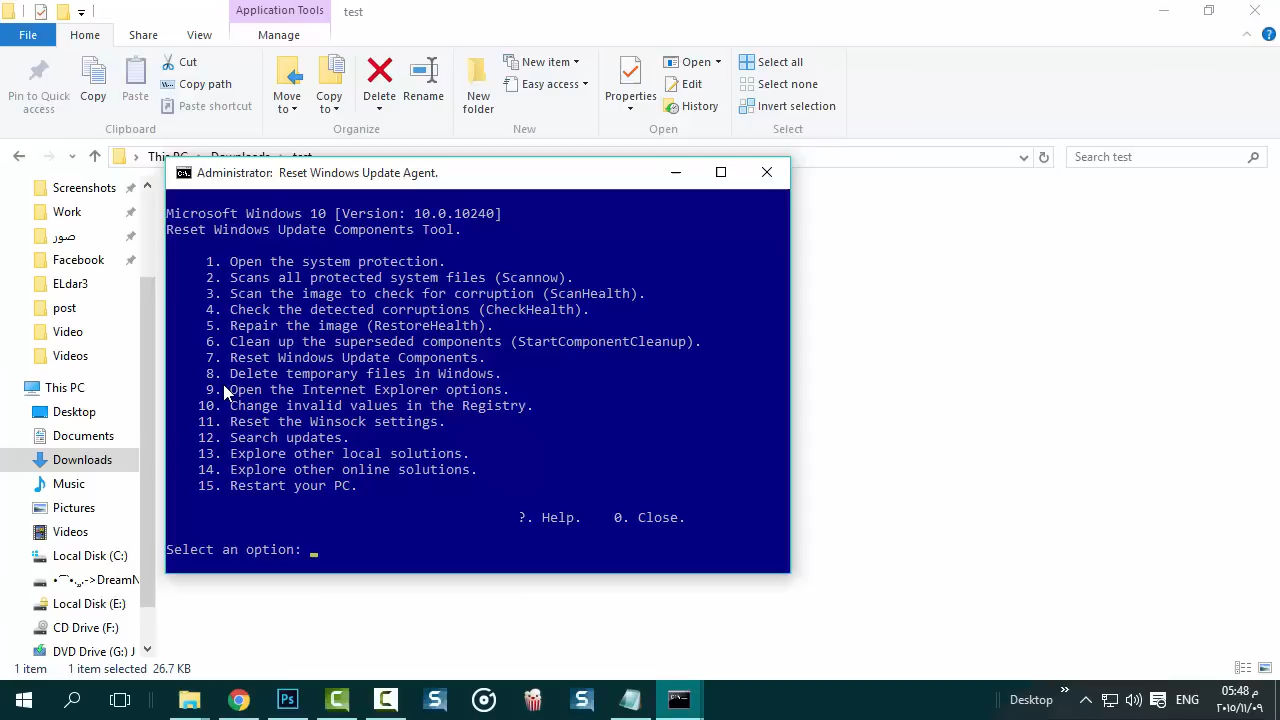 Application Tools
test
File
Home
Share
View
Manage
Pin to Quick access
Copy
Paste
Cut
Copy path
Paste shortcut
Clipboard
Move to
Copy to
Delete
Rename
Organize
New folder
New item
Easy access
New
Properties
Open
Edit
History
Open
Select all
Select none
Invert selection
Select
Search test
Administrator:  Reset Windows Update Agent.
Microsoft Windows 10 [Version: 10.0.10240]
Reset Windows Update Components Tool.
1. Open the system protection.
2. Scans all protected system files (Scannow).
3. Scan the image to check for corruption (ScanHealth).
4. Check the detected corruptions (CheckHealth).
5. Repair the image (RestoreHealth).
6. Clean up the superseded components (StartComponentCleanup).
7. Reset Windows Update Components.
8. Delete temporary files in Windows.
9. Open the Internet Explorer options.
10. Change invalid values in the Registry.
11. Reset the Winsock settings.
12. Search updates.
13. Explore other local solutions.
14. Explore other online solutions.
15. Restart your PC.
?. Help.    0. Close.
Select an option:
Screenshots
Work
صور
Facebook
ELdar3
post
Video
Videos
This PC
Desktop
Documents
Downloads
Music
Pictures
Videos
Local Disk (C:)
Local Disk (E:)
CD Drive (F:)
DVD Drive (G:) J
1 item
1 item selected  26.7 KB
Desktop
ENG
05:48 م
٢٠١٥/١١/٠٩